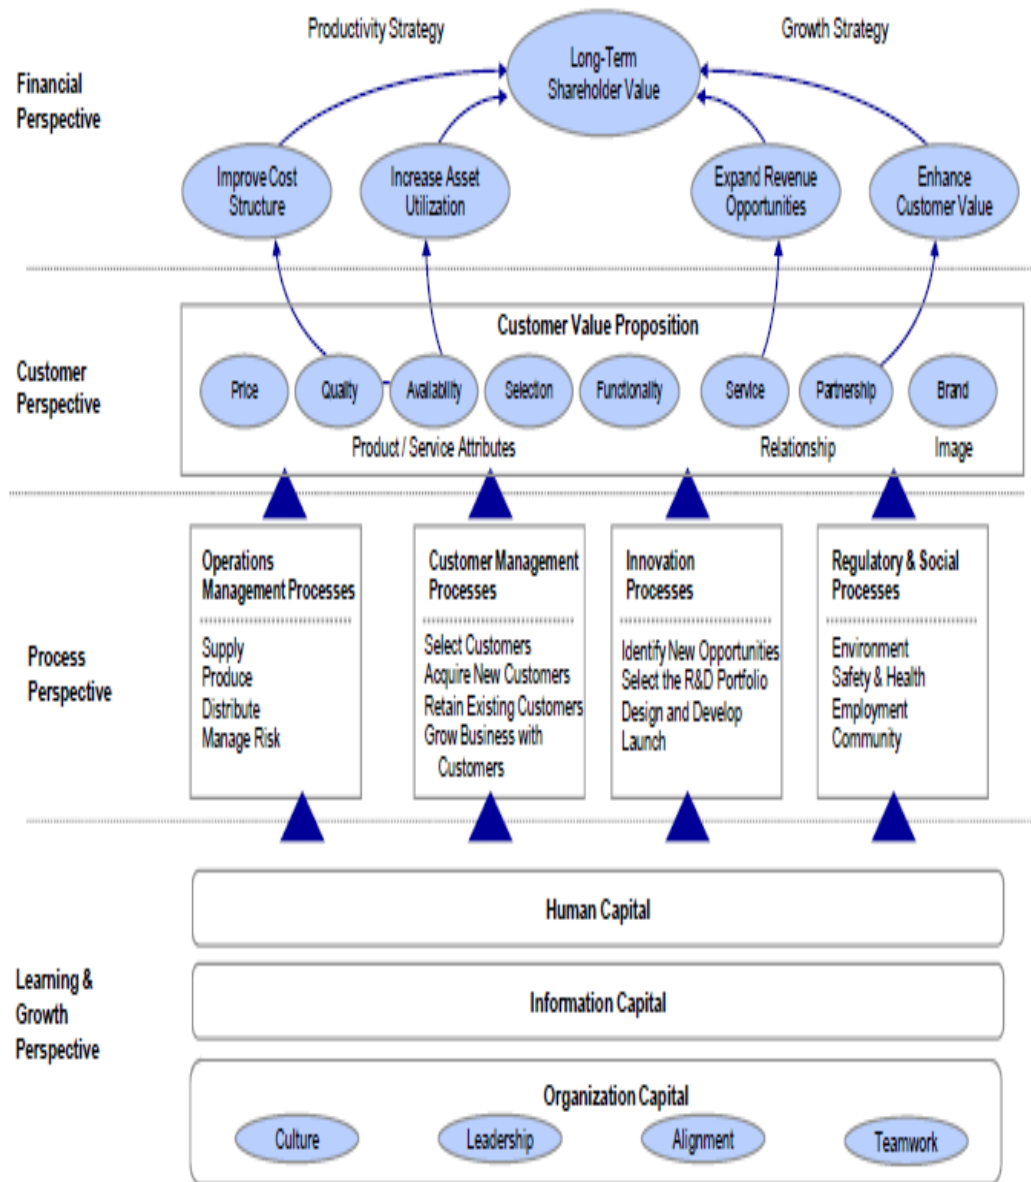 Productivity Strategy
Growth Strategy
Long-Term
Shareholder Value
Financial
Perspective
Improve Cost
Structure
Increase Asset
Utilization
Expand Revenue
Opportunities
Enhance
Customer Value
Customer Value Proposition
Customer
Perspective
Price
Quality
Availability
Selection
Functionality
Service
Partnership
Brand
Product / Service Attributes
Relationship
Image
Process
Perspective
Operations
Management Processes
Supply
Produce
Distribute
Manage Risk
Customer Management
Processes
Select Customers
Acquire New Customers
Retain Existing Customers
Grow Business with
Customers
Innovation
Processes
Identify New Opportunities
Select the R&D Portfolio
Design and Develop
Launch
Regulatory & Social
Processes
Environment
Safety & Health
Employment
Community
Learning &
Growth
Perspective
Human Capital
Information Capital
Organization Capital
Culture
Leadership
Alignment
Teamwork